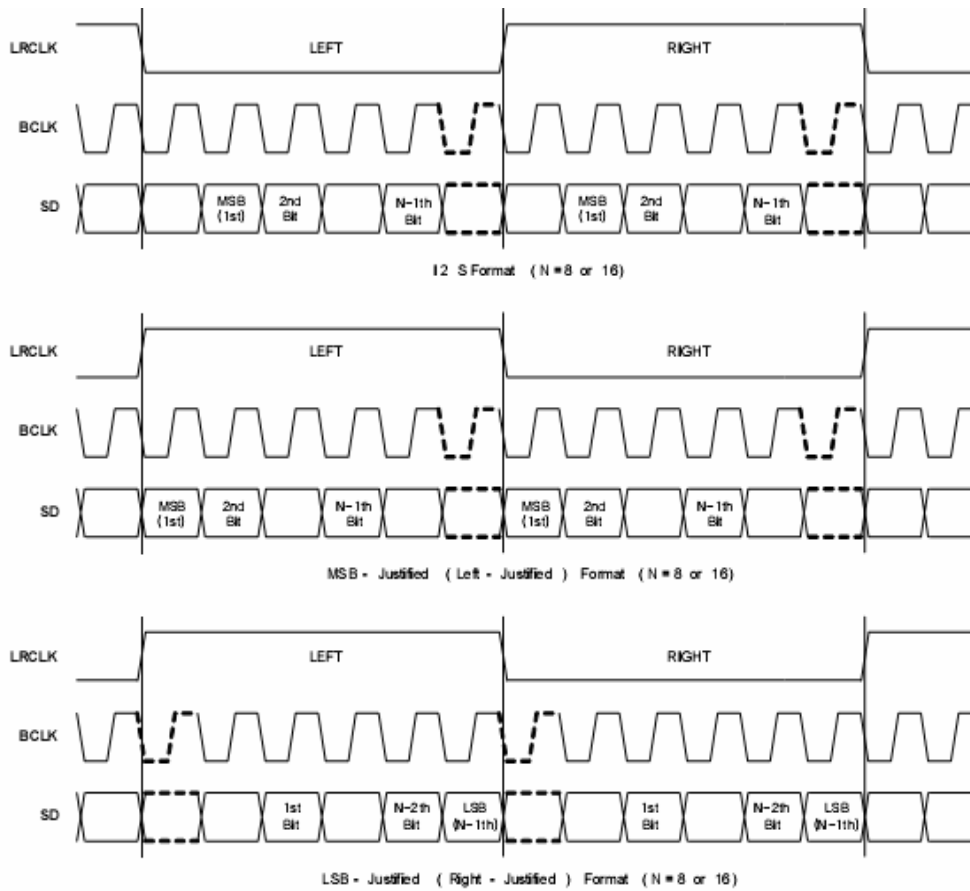 LRCLK LEFT RIGHT
BCLK
SD MSB (1st) 2nd Bit N-1th Bit MSB (1st) 2nd Bit N-1th Bit
I2 S Format ( N = 8 or 16)
LRCLK LEFT RIGHT
BCLK
SD MSB (1st) 2nd Bit N-1th Bit MSB (1st) 2nd Bit N-1th Bit
MSB - Justified ( Left - Justified ) Format ( N = 8 or 16)
LRCLK LEFT RIGHT
BCLK
SD 1st Bit N-2th Bit LSB (N-1th) 1st Bit N-2th Bit LSB (N-1th)
LSB - Justified ( Right - Justified ) Format ( N = 8 or 16)